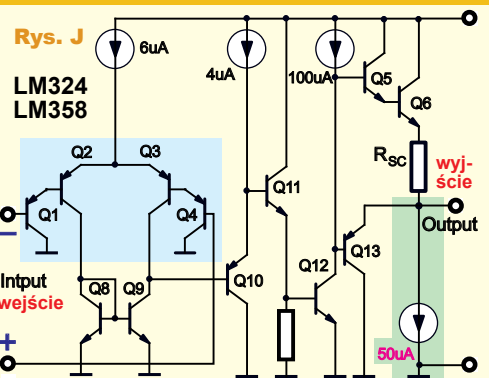 Rys. J
6uA
4uA
100uA
Q5
Q6
LM324
LM358
Q2
Q3
RSC
wyj-
ście
Q1
Q4
Q11
Output
–
Q10
Q12
Q13
Intput
wejście
Q8
Q9
+
50uA